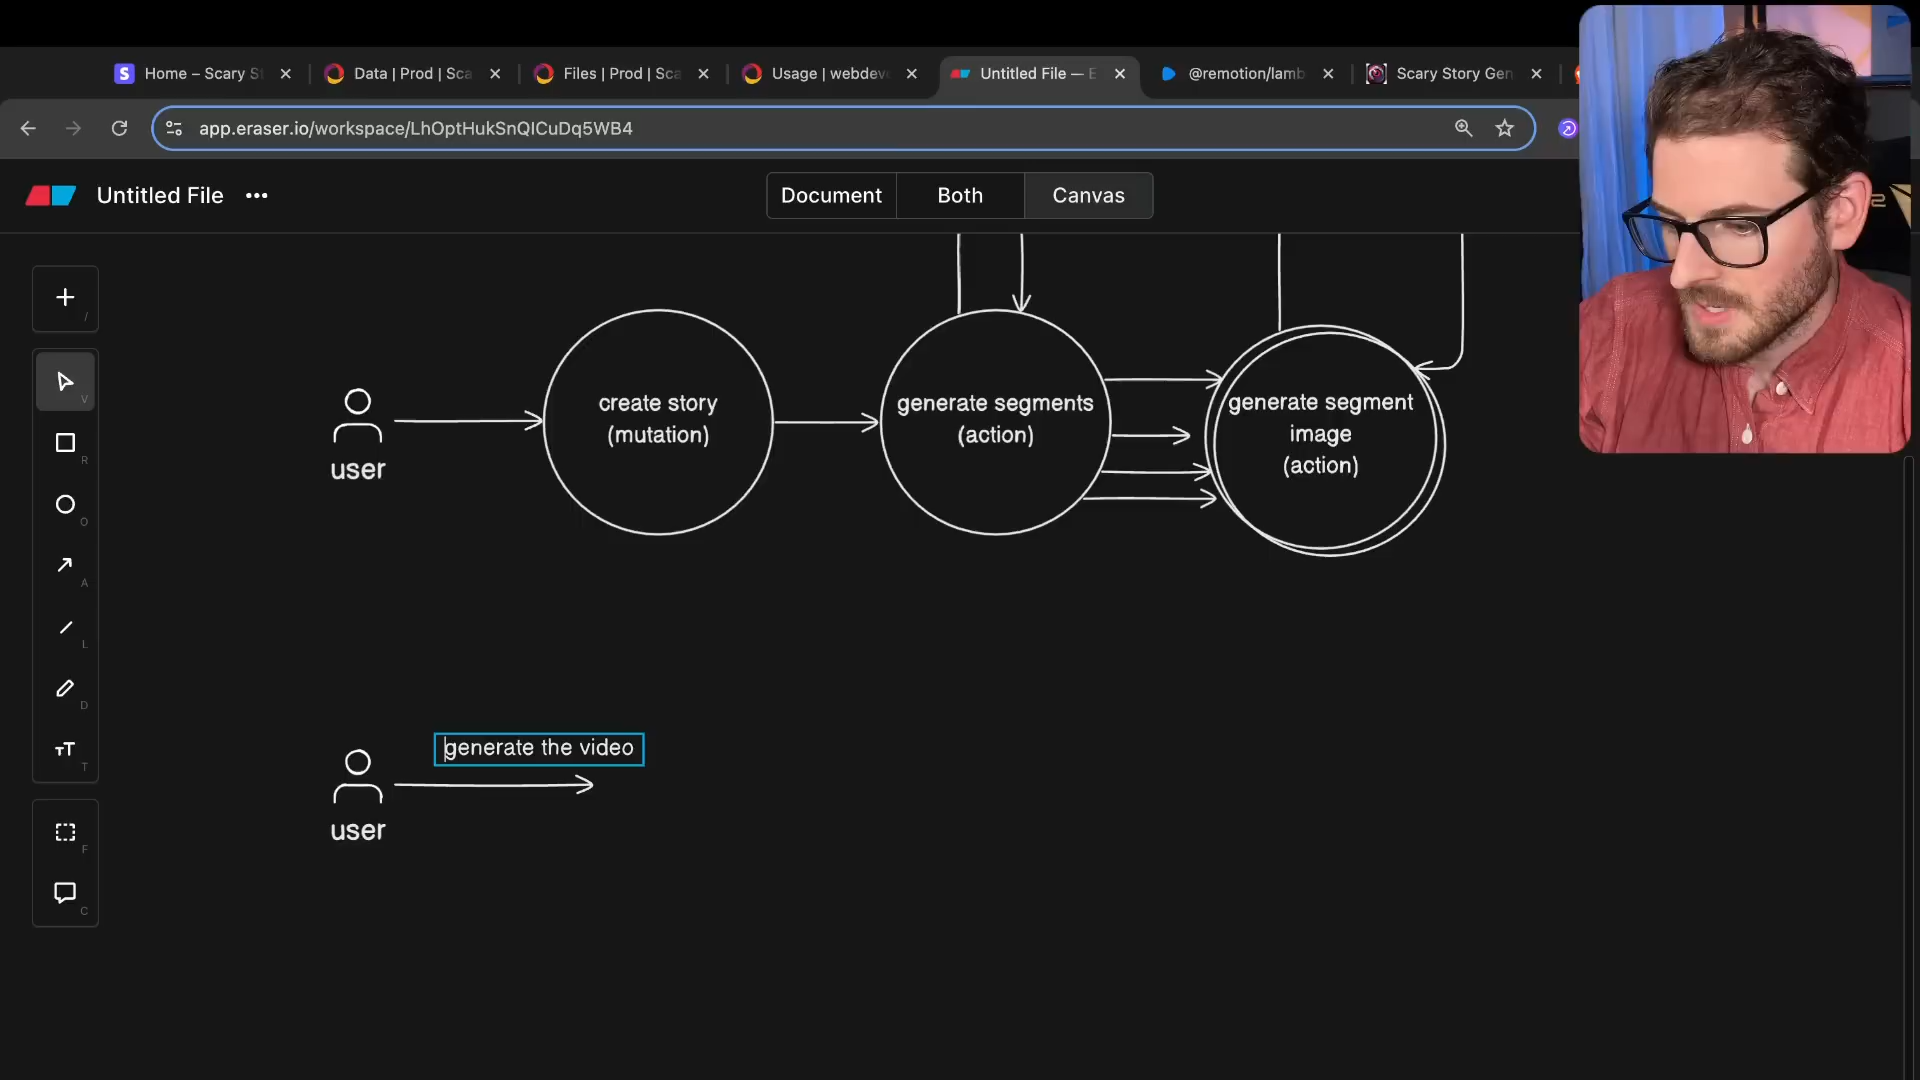 S Home – Scary S
Data | Prod | Sca
Files | Prod | Sca
Usage | webdev
Untitled File — E
@remotion/lamb
Scary Story Gen
app.eraser.io/workspace/LhOptHukSnQICuDq5WB4
Untitled File
Document
Both
Canvas
/
V
R
O
A
L
D
T
F
C
user
create story
(mutation)
generate segments
(action)
generate segment
image
(action)
generate the video
user